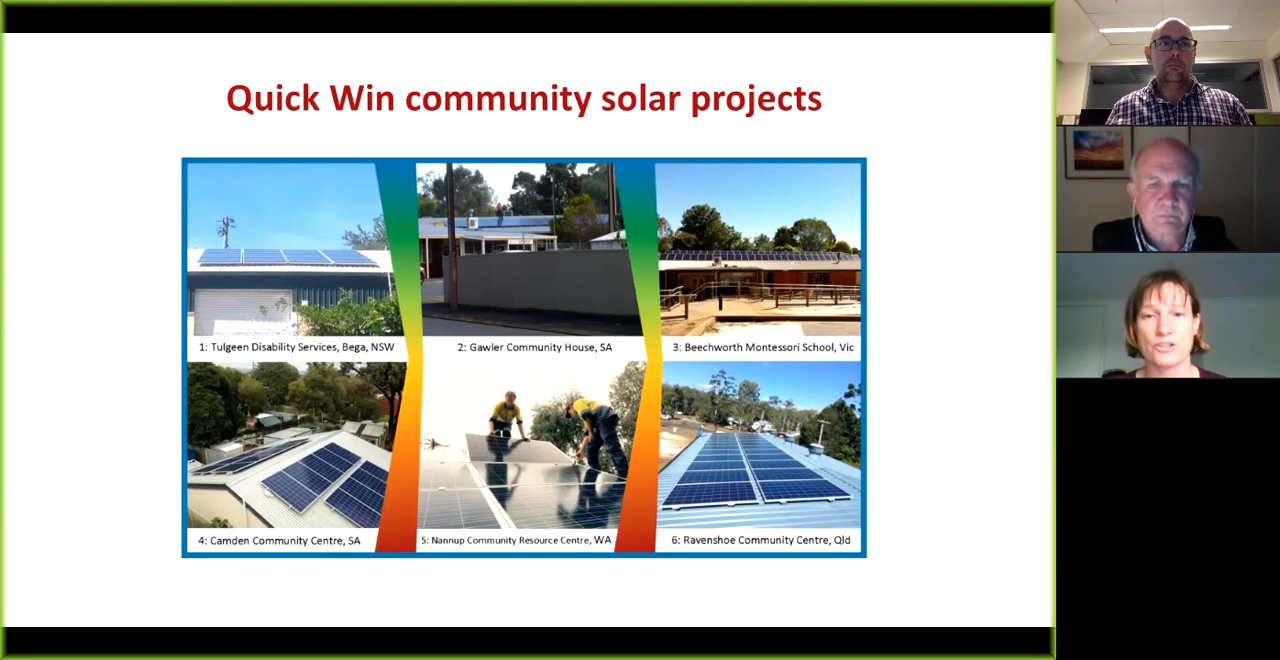 Quick Win community solar projects
1: Tulgeen Disability Services, Bega, NSW
2: Gawler Community House, SA
3: Beechworth Montessori School, Vic
4: Camden Community Centre, SA
5: Nannup Community Resource Centre, WA
6: Ravenshoe Community Centre, Qld